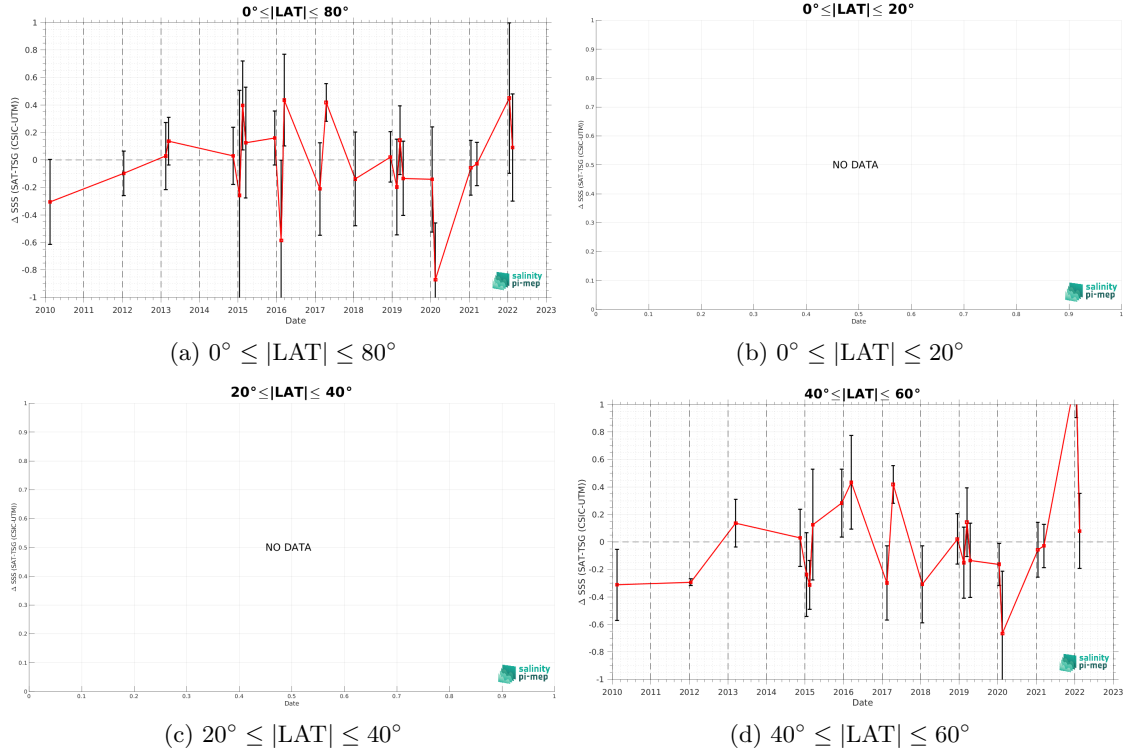 0°≤|LAT|≤ 80°
Δ SSS (SAT-TSG (CSIC-UTM))
1
0.8
0.6
0.4
0.2
0
-0.2
-0.4
-0.6
-0.8
-1
2010 2011 2012 2013 2014 2015 2016 2017 2018 2019 2020 2021 2022 2023
Date
salinity
pi-mep
(a) 0° ≤ |LAT| ≤ 80°
0°≤|LAT|≤ 20°
Δ SSS (SAT-TSG (CSIC-UTM))
1
0.9
0.8
0.7
0.6
0.5
0.4
0.3
0.2
0.1
0
NO DATA
0 0.1 0.2 0.3 0.4 0.5 0.6 0.7 0.8 0.9 1
Date
salinity
pi-mep
(b) 0° ≤ |LAT| ≤ 20°
20°≤|LAT|≤ 40°
Δ SSS (SAT-TSG (CSIC-UTM))
1
0.9
0.8
0.7
0.6
0.5
0.4
0.3
0.2
0.1
0
NO DATA
0 0.1 0.2 0.3 0.4 0.5 0.6 0.7 0.8 0.9 1
Date
salinity
pi-mep
(c) 20° ≤ |LAT| ≤ 40°
40°≤|LAT|≤ 60°
Δ SSS (SAT-TSG (CSIC-UTM))
1
0.8
0.6
0.4
0.2
0
-0.2
-0.4
-0.6
-0.8
-1
2010 2011 2012 2013 2014 2015 2016 2017 2018 2019 2020 2021 2022 2023
Date
salinity
pi-mep
(d) 40° ≤ |LAT| ≤ 60°